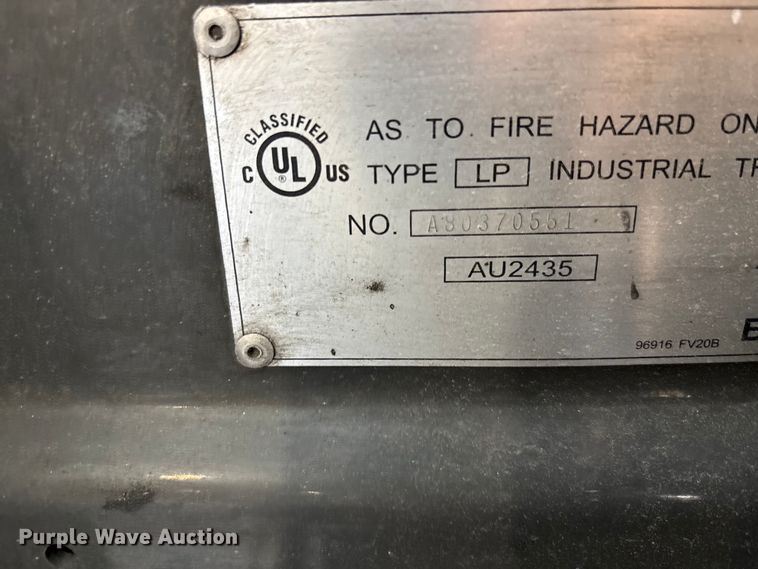 CLASSIFIED
C UL ® US
AS TO FIRE HAZARD ON
TYPE LP INDUSTRIAL TR
NO. A80370551
AU2435
96916 FV20B
Purple Wave Auction